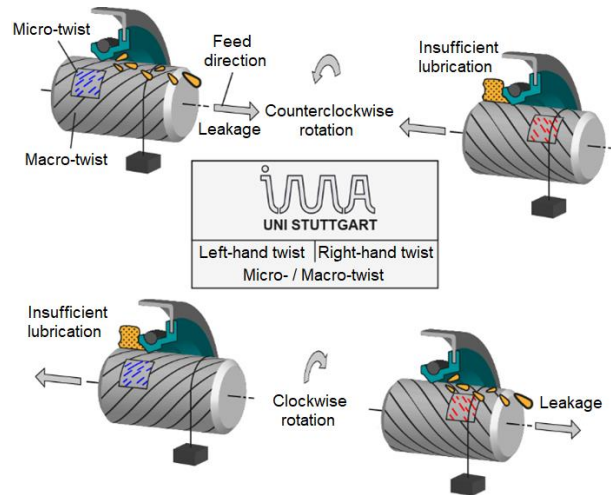 Micro-twist
Feed
direction
Insufficient
lubrication
Leakage
Counterclockwise
rotation
Macro-twist
ima
UNI STUTTGART
Left-hand twist Right-hand twist
Micro- / Macro-twist
Insufficient
lubrication
Clockwise
rotation
Leakage